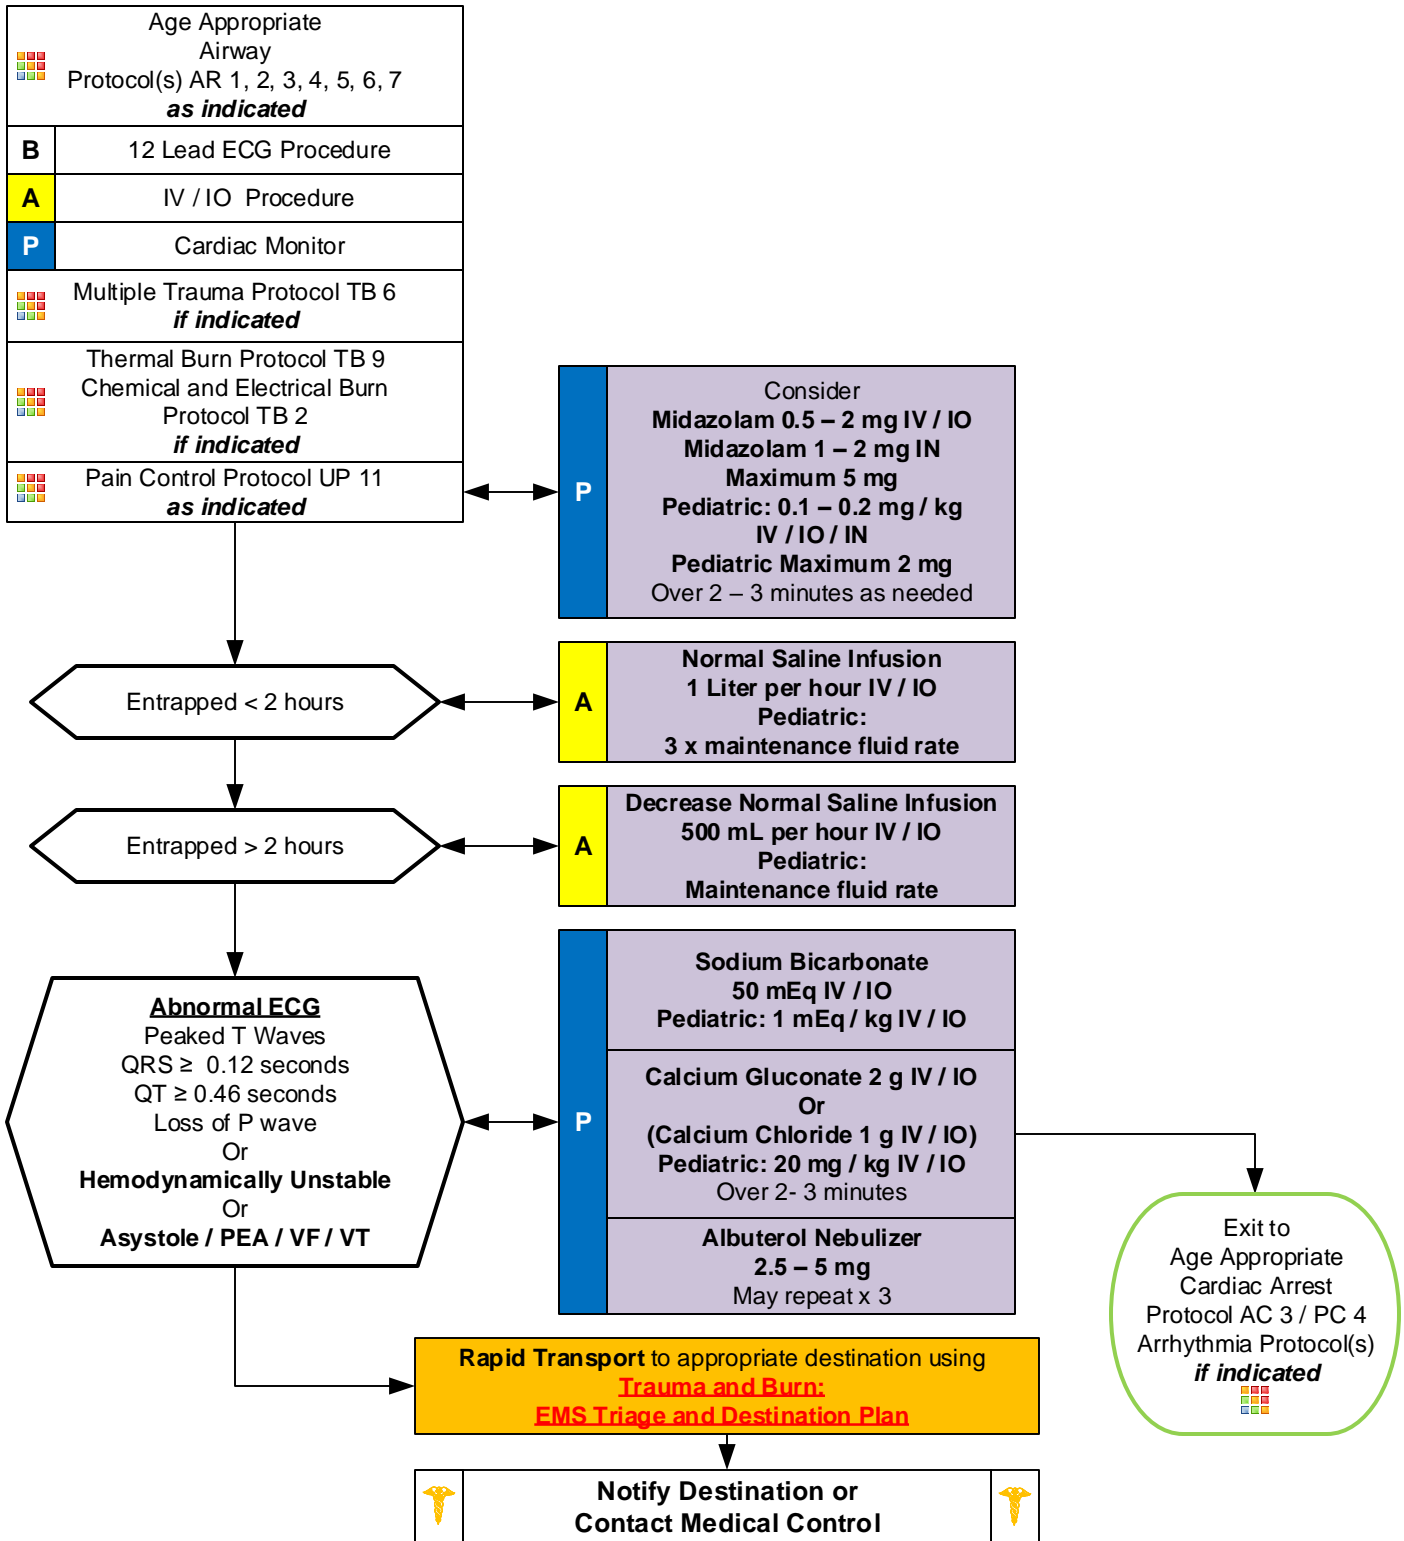 Age Appropriate
Airway
Protocol(s) AR 1, 2, 3, 4, 5, 6, 7
as indicated
B
12 Lead ECG Procedure
A
IV / IO Procedure
P
Cardiac Monitor
Multiple Trauma Protocol TB 6
if indicated
Thermal Burn Protocol TB 9
Chemical and Electrical Burn
Protocol TB 2
if indicated
Pain Control Protocol UP 11
as indicated
P
Consider
Midazolam 0.5 – 2 mg IV / IO
Midazolam 1 – 2 mg IN
Maximum 5 mg
Pediatric: 0.1 – 0.2 mg / kg
IV / IO / IN
Pediatric Maximum 2 mg
Over 2 – 3 minutes as needed
Entrapped < 2 hours
A
Normal Saline Infusion
1 Liter per hour IV / IO
Pediatric:
3 x maintenance fluid rate
Entrapped > 2 hours
A
Decrease Normal Saline Infusion
500 mL per hour IV / IO
Pediatric:
Maintenance fluid rate
Abnormal ECG
Peaked T Waves
QRS ≥ 0.12 seconds
QT ≥ 0.46 seconds
Loss of P wave
Or
Hemodynamically Unstable
Or
Asystole / PEA / VF / VT
P
Sodium Bicarbonate
50 mEq IV / IO
Pediatric: 1 mEq / kg IV / IO
Calcium Gluconate 2 g IV / IO
Or
(Calcium Chloride 1 g IV / IO)
Pediatric: 20 mg / kg IV / IO
Over 2- 3 minutes
Albuterol Nebulizer
2.5 – 5 mg
May repeat x 3
Exit to
Age Appropriate
Cardiac Arrest
Protocol AC 3 / PC 4
Arrhythmia Protocol(s)
if indicated
Rapid Transport to appropriate destination using
Trauma and Burn:
EMS Triage and Destination Plan
Notify Destination or
Contact Medical Control